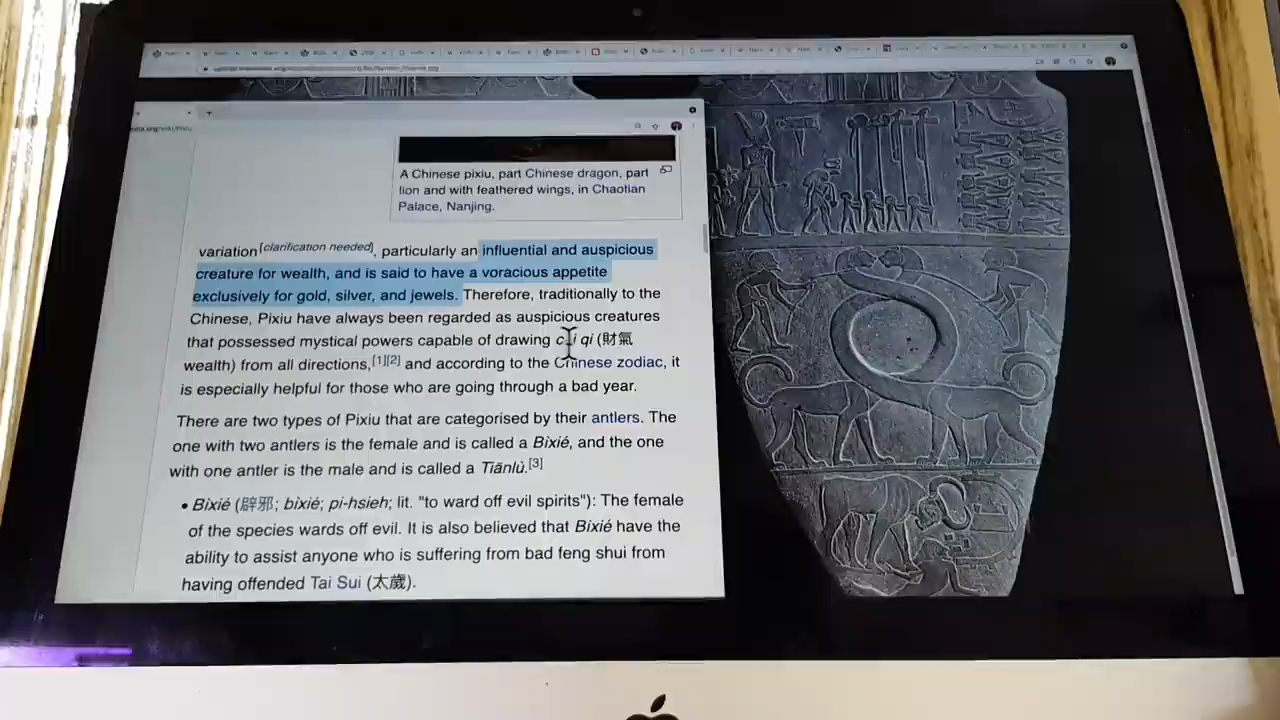 A Chinese pixiu, part Chinese dragon, part
lion and with feathered wings, in Chaotian
Palace, Nanjing.
variation[clarification needed], particularly an influential and auspicious
creature for wealth, and is said to have a voracious appetite
exclusively for gold, silver, and jewels. Therefore, traditionally to the
Chinese, Pixiu have always been regarded as auspicious creatures
that possessed mystical powers capable of drawing cai qi (財氣
wealth) from all directions,[1][2] and according to the Chinese zodiac, it
is especially helpful for those who are going through a bad year.
There are two types of Pixiu that are categorised by their antlers. The
one with two antlers is the female and is called a Bìxié, and the one
with one antler is the male and is called a Tiānlù.[3]
• Bìxié (辟邪; bìxié; pi-hsieh; lit. "to ward off evil spirits"): The female
of the species wards off evil. It is also believed that Bìxié have the
ability to assist anyone who is suffering from bad feng shui from
having offended Tai Sui (太歲).